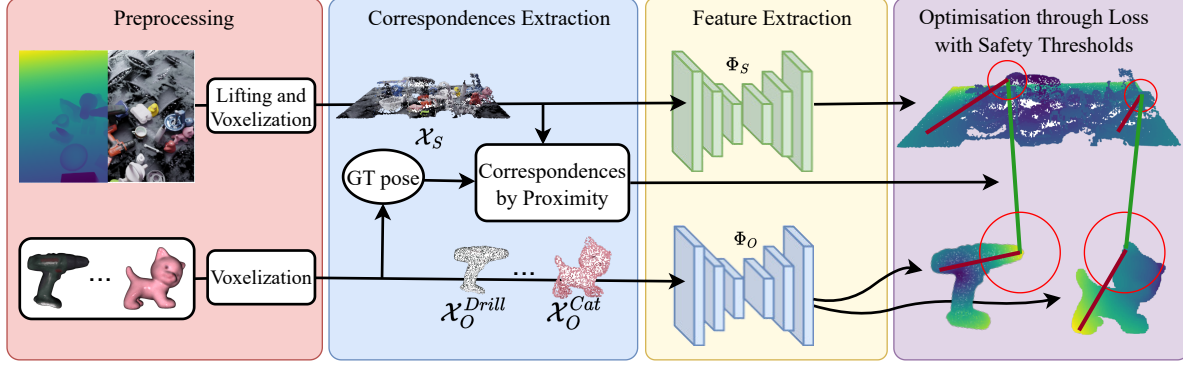 Preprocessing
Correspondences Extraction
Feature Extraction
Optimisation through Loss
with Safety Thresholds
Lifting and
Voxelization
𝒳_S
Φ_S
GT pose
Correspondences
by Proximity
Voxelization
...
...
𝒳_O^{Drill}
𝒳_O^{Cat}
Φ_O